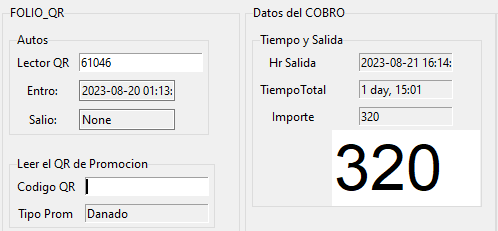 FOLIO_QR
Autos
Lector QR 61046
Entro: 2023-08-20 01:13:
Salio: None
Leer el QR de Promocion
Codigo QR
Tipo Prom Danado
Datos del COBRO
Tiempo y Salida
Hr Salida 2023-08-21 16:14:
TiempoTotal 1 day, 15:01
Importe 320
320